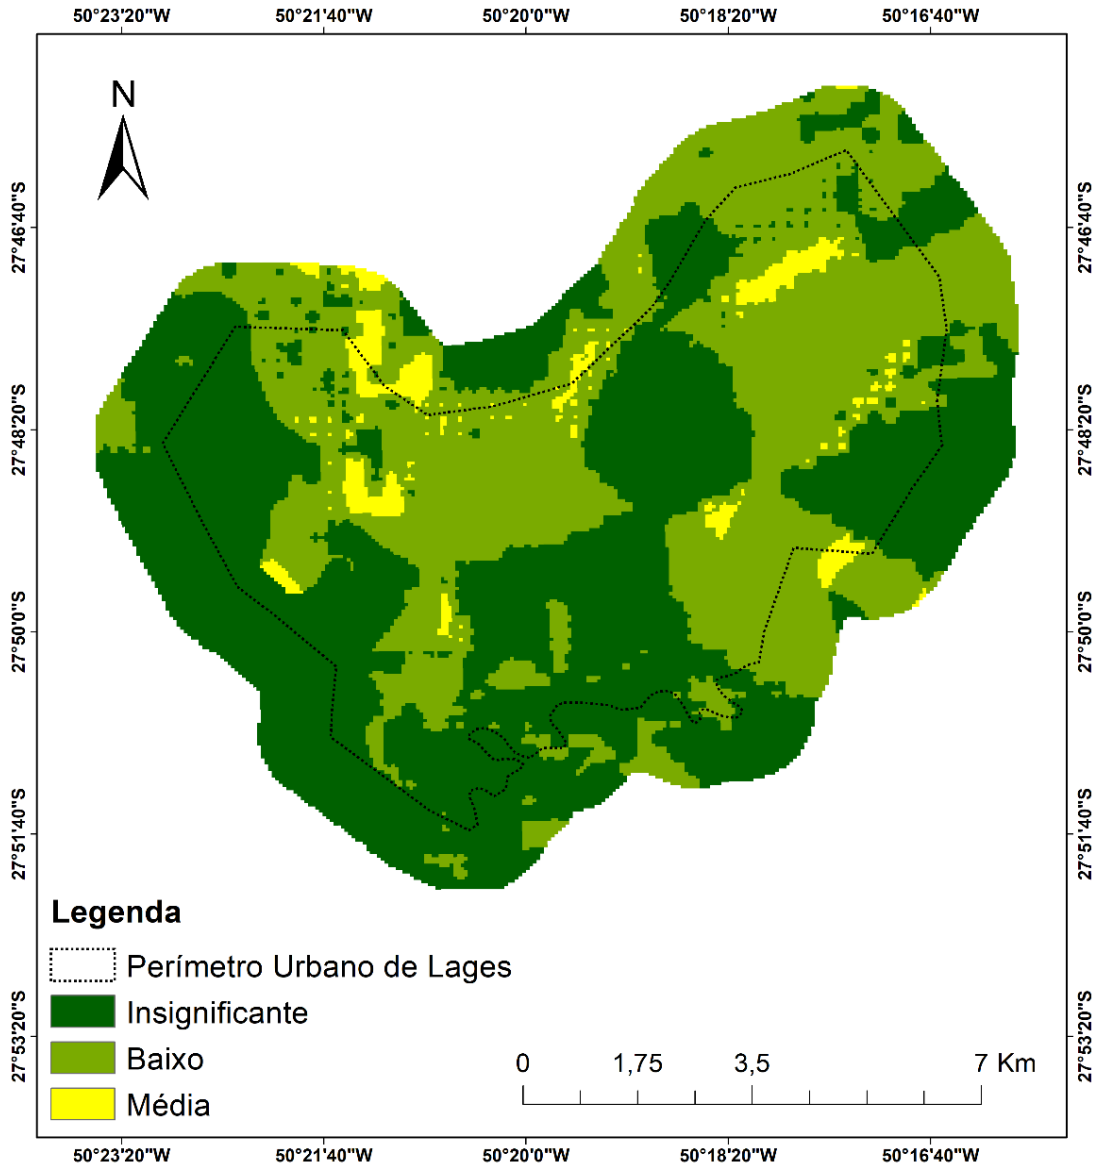 50°23'20"W 50°21'40"W 50°20'0"W 50°18'20"W 50°16'40"W
N
27°46'40"S 27°46'40"S
27°48'20"S 27°48'20"S
27°50'0"S 27°50'0"S
27°51'40"S 27°51'40"S
27°53'20"S 27°53'20"S
Legenda
Perímetro Urbano de Lages
Insignificante
Baixo
Média
0 1,75 3,5 7 Km
50°23'20"W 50°21'40"W 50°20'0"W 50°18'20"W 50°16'40"W